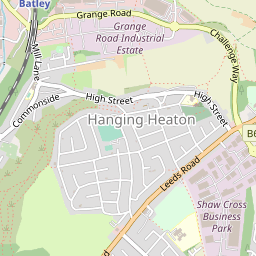 Batley
Grange Road
Grange
Road Industrial
Estate
Mill Lane
Challenge Way
Commonside
High Street
High Street
Hanging Heaton
B6
Leeds Road
Shaw Cross
Business
Park